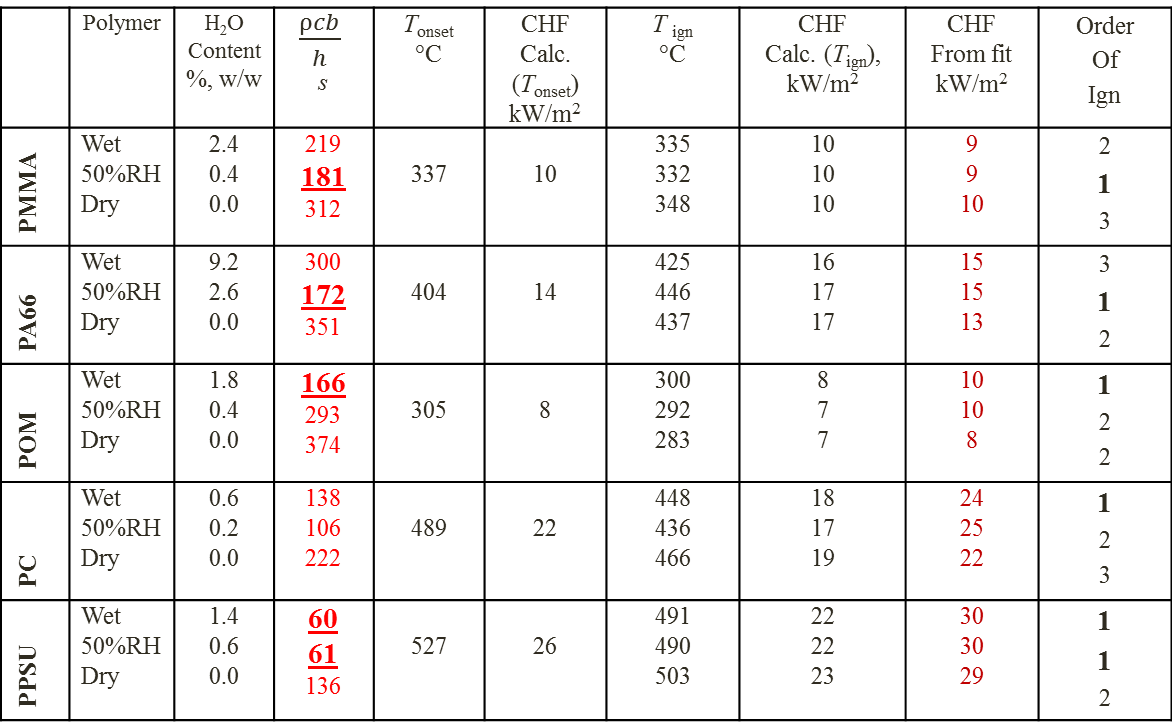 Polymer H₂O Content %, w/w ρcb/h s T onset °C CHF Calc. (T onset) kW/m² T ign °C CHF Calc. (T ign), kW/m² CHF From fit kW/m² Order Of Ign
PMMA
Wet 2.4 219 335 10 9 2
50%RH 0.4 181 337 10 332 10 9 1
Dry 0.0 312 348 10 10 3
PA66
Wet 9.2 300 425 16 15 3
50%RH 2.6 172 404 14 446 17 15 1
Dry 0.0 351 437 17 13 2
POM
Wet 1.8 166 300 8 10 1
50%RH 0.4 293 305 8 292 7 10 2
Dry 0.0 374 283 7 8 2
PC
Wet 0.6 138 448 18 24 1
50%RH 0.2 106 489 22 436 17 25 2
Dry 0.0 222 466 19 22 3
PPSU
Wet 1.4 60 491 22 30 1
50%RH 0.6 61 527 26 490 22 30 1
Dry 0.0 136 503 23 29 2